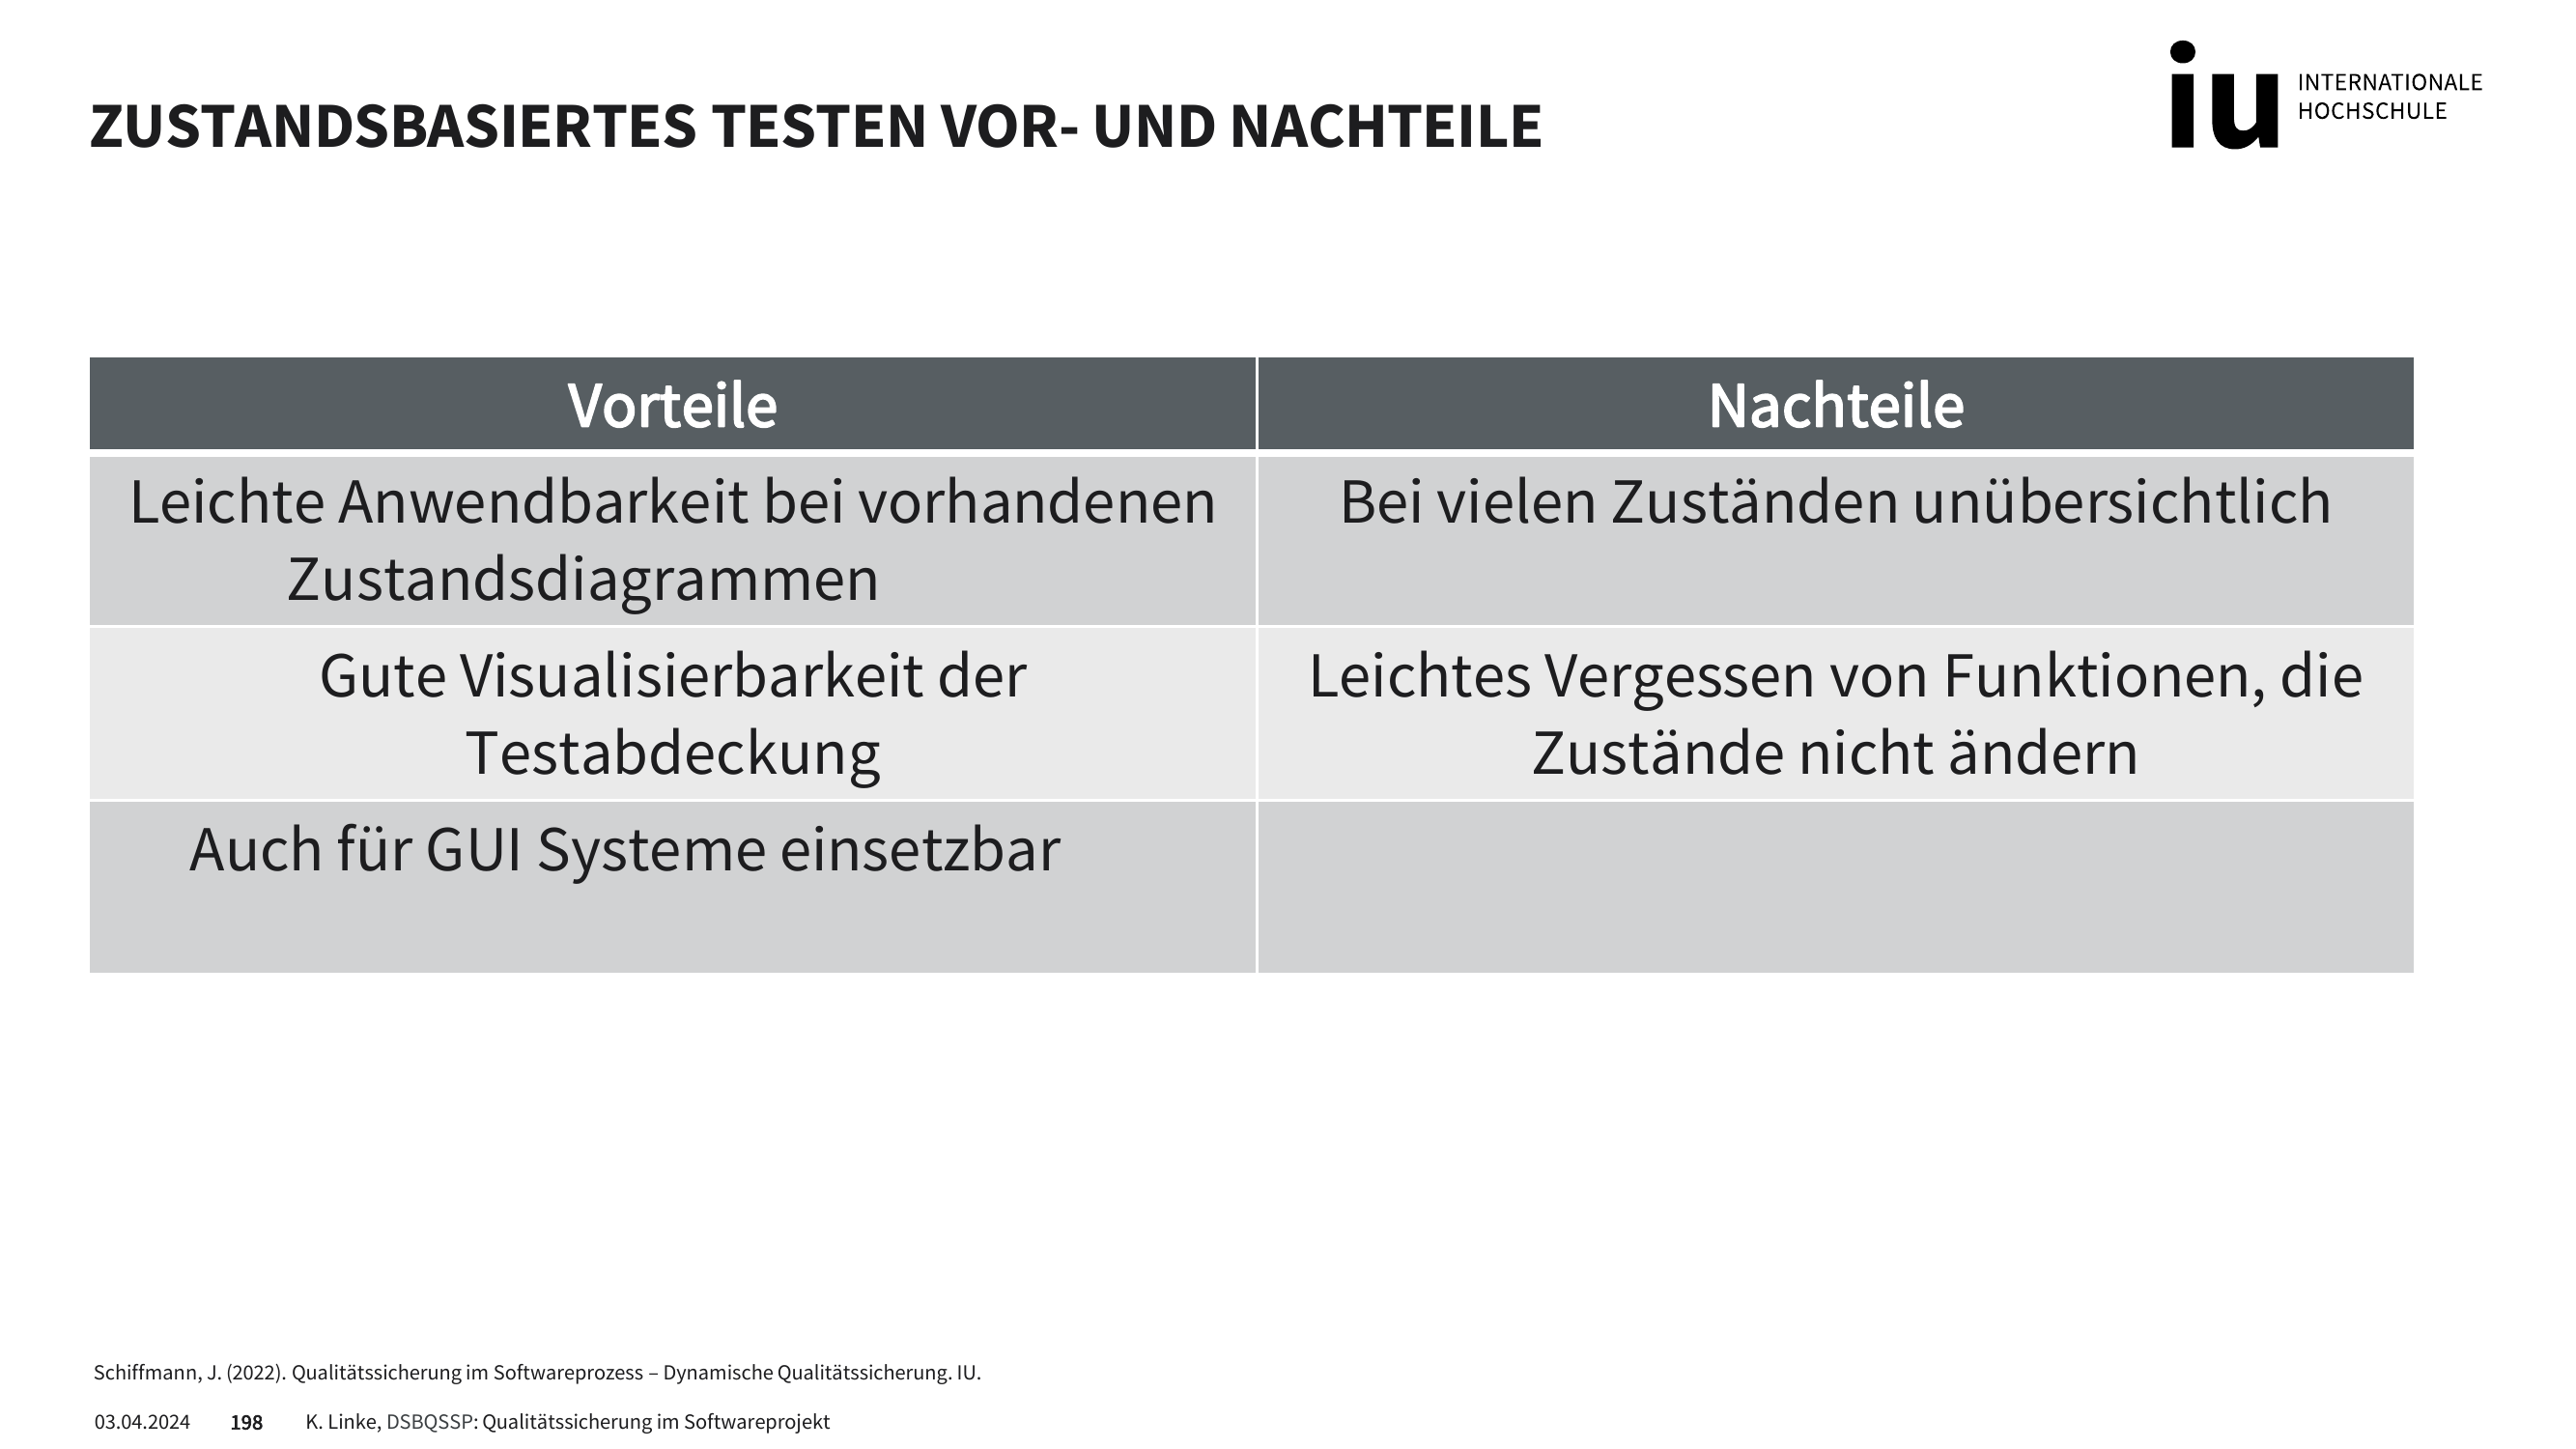 ZUSTANDSBASIERTES TESTEN VOR- UND NACHTEILE
iu INTERNATIONALE
HOCHSCHULE
Vorteile
Nachteile
Leichte Anwendbarkeit bei vorhandenen
Zustandsdiagrammen
Bei vielen Zuständen unübersichtlich
Gute Visualisierbarkeit der
Testabdeckung
Leichtes Vergessen von Funktionen, die
Zustände nicht ändern
Auch für GUI Systeme einsetzbar
Schiffmann, J. (2022). Qualitätssicherung im Softwareprozess – Dynamische Qualitätssicherung. IU.
03.04.2024 198 K. Linke, DSBQSSP: Qualitätssicherung im Softwareprojekt